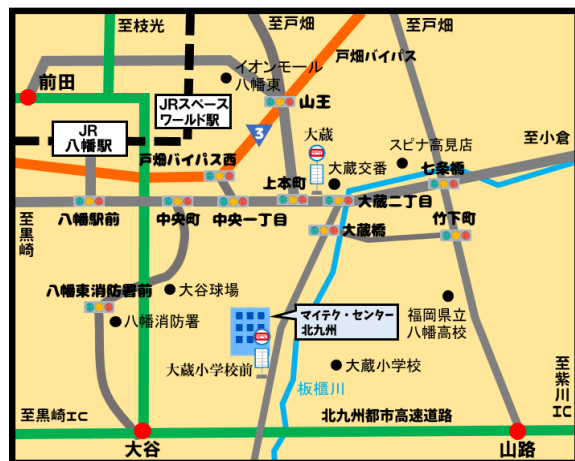 至枝光
至戸畑
至戸畑
戸畑バイパス
イオンモール
八幡東
前田
JRスペース
ワールド駅
山王
JR
八幡駅
3
大蔵
スピナ高見店
至小倉
戸畑バイパス西
大蔵交番
七条橋
上本町
大蔵二丁目
至黒崎
八幡駅前
中央町
中央一丁目
大蔵橋
竹下町
八幡東消防署前
大谷球場
八幡消防署
マイテク・センター
北九州
福岡県立
八幡高校
大蔵小学校前
大蔵小学校
板櫃川
至紫川IC
至黒崎IC
北九州都市高速道路
大谷
山路